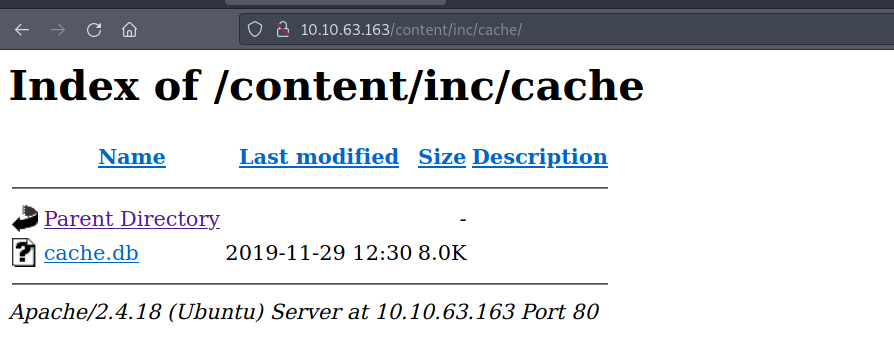 10.10.63.163/content/inc/cache/
Index of /content/inc/cache
Name Last modified Size Description
Parent Directory -
cache.db 2019-11-29 12:30 8.0K
Apache/2.4.18 (Ubuntu) Server at 10.10.63.163 Port 80